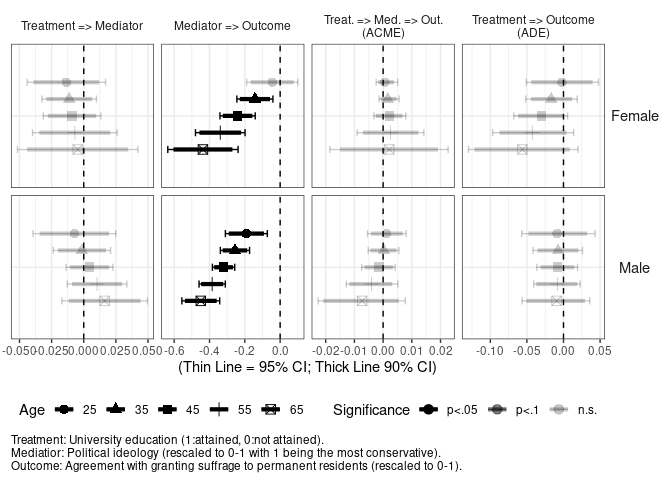 Treatment => Mediator
Mediator => Outcome
Treat. => Med. => Out.
(ACME)
Treatment => Outcome
(ADE)
Female
Male
-0.050 -0.025 0.000 0.025 0.050
-0.6 -0.4 -0.2 0.0
-0.02 -0.01 0.00 0.01 0.02
-0.10 -0.05 0.00 0.05
(Thin Line = 95% CI; Thick Line 90% CI)
Age 25 35 45 55 65
Significance p<.05 p<.1 n.s.
Treatment: University education (1:attained, 0:not attained).
Mediatior: Political ideology (rescaled to 0-1 with 1 being the most conservative).
Outcome: Agreement with granting suffrage to permanent residents (rescaled to 0-1).